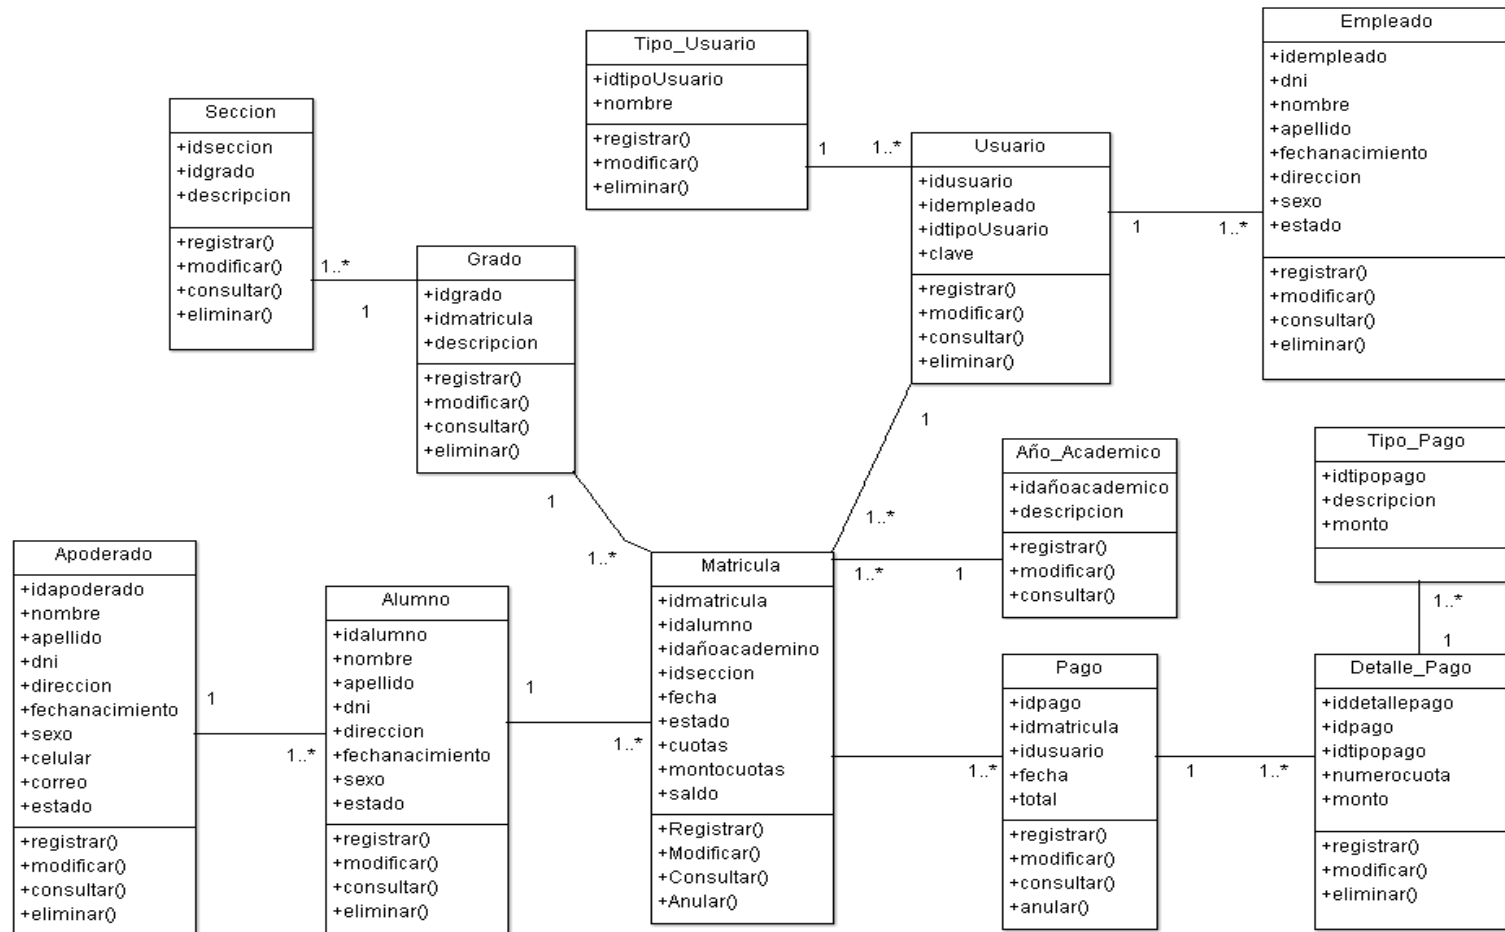 Seccion
+idseccion
+idgrado
+descripcion
+registrar()
+modificar()
+consultar()
+eliminar()
1..*
1
Grado
+idgrado
+idmatricula
+descripcion
+registrar()
+modificar()
+consultar()
+eliminar()
1
1..*
Tipo_Usuario
+idtipoUsuario
+nombre
+registrar()
+modificar()
+eliminar()
1
1..*
Usuario
+idusuario
+idempleado
+idtipoUsuario
+clave
+registrar()
+modificar()
+consultar()
+eliminar()
1
1..*
1
1..*
Empleado
+idempleado
+dni
+nombre
+apellido
+fechanacimiento
+direccion
+sexo
+estado
+registrar()
+modificar()
+consultar()
+eliminar()
Apoderado
+idapoderado
+nombre
+apellido
+dni
+direccion
+fechanacimiento
+sexo
+celular
+correo
+estado
+registrar()
+modificar()
+consultar()
+eliminar()
1
1..*
Alumno
+idalumno
+nombre
+apellido
+dni
+direccion
+fechanacimiento
+sexo
+estado
+registrar()
+modificar()
+consultar()
+eliminar()
1
1..*
Matricula
+idmatricula
+idalumno
+idañoacademino
+idseccion
+fecha
+estado
+cuotas
+montocuotas
+saldo
+Registrar()
+Modificar()
+Consultar()
+Anular()
1..*
1
Año_Academico
+idañoacademico
+descripcion
+registrar()
+modificar()
+consultar()
1..*
Pago
+idpago
+idmatricula
+idusuario
+fecha
+total
+registrar()
+modificar()
+consultar()
+anular()
1
1..*
Tipo_Pago
+idtipopago
+descripcion
+monto
1..*
1
Detalle_Pago
+iddetallepago
+idpago
+idtipopago
+numerocuota
+monto
+registrar()
+modificar()
+eliminar()